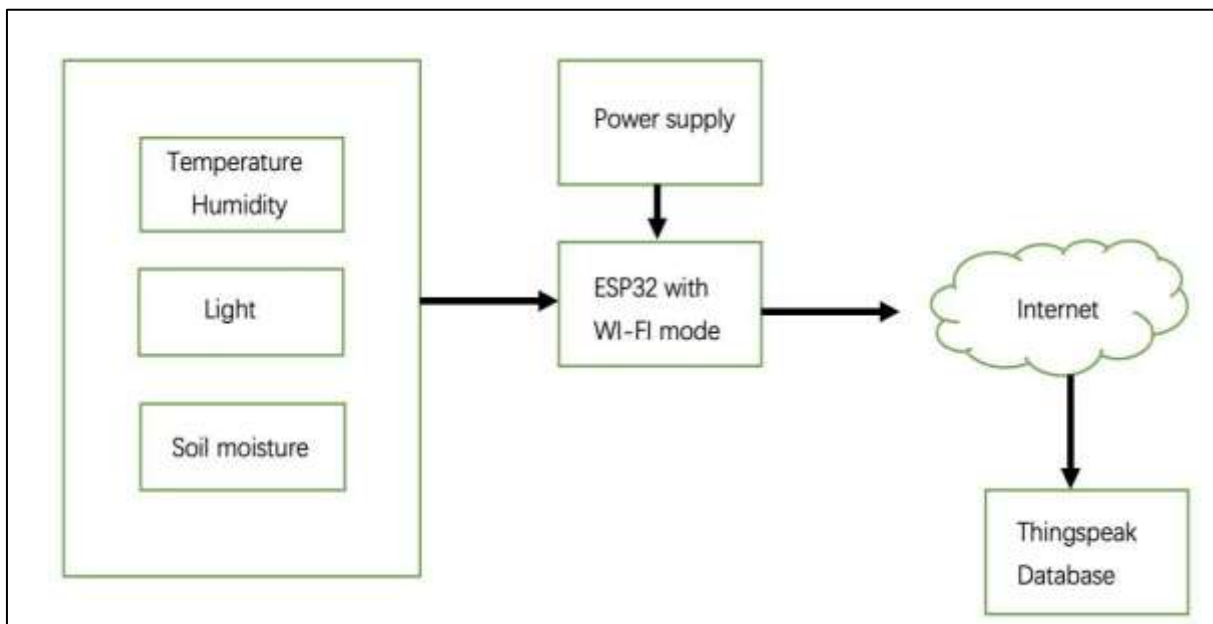 Temperature
Humidity
Light
Soil moisture
Power supply
ESP32 with
WI-FI mode
Internet
Thingspeak
Database